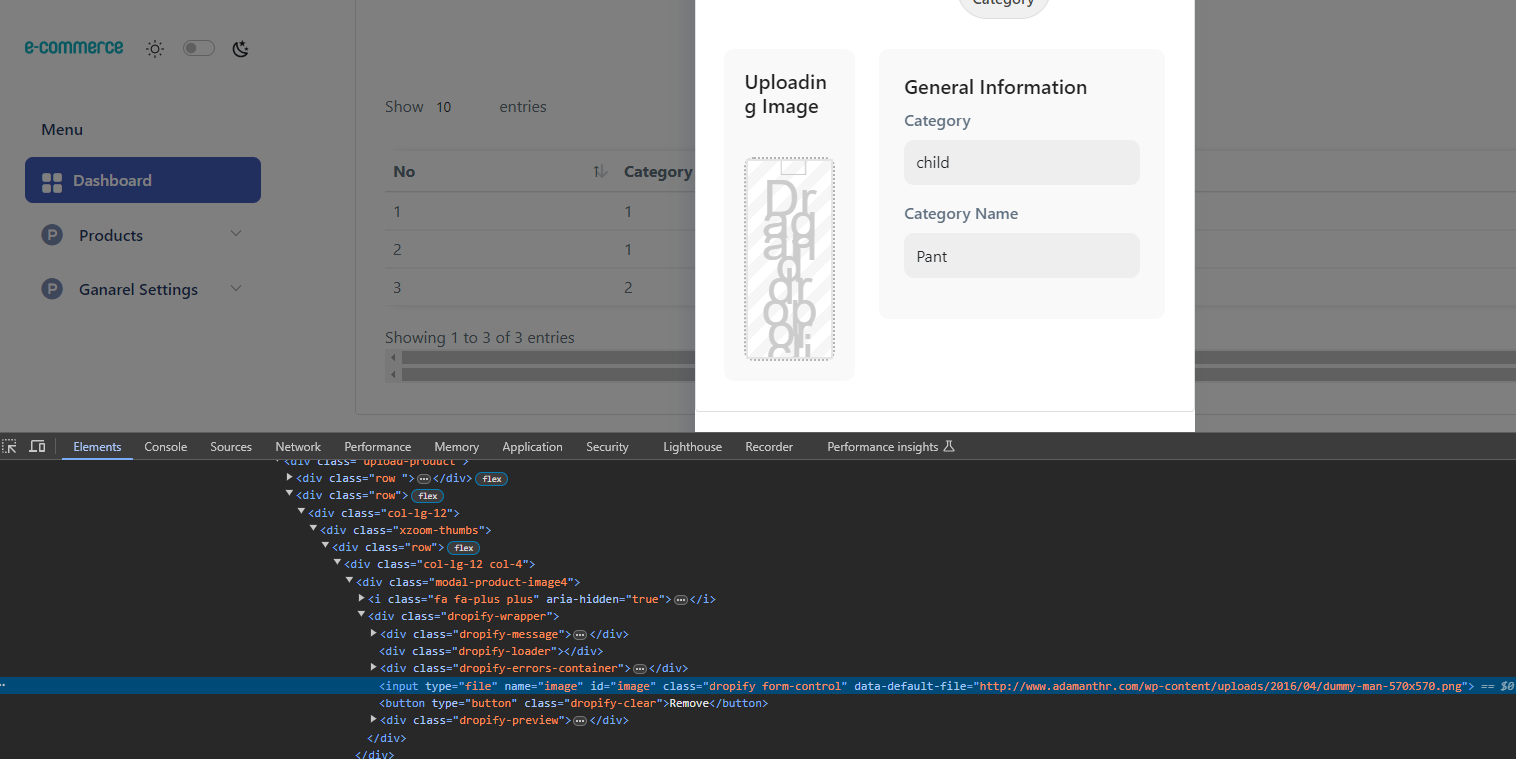 Category
e-commerce
Uploadin
g Image
General Information
Show 10 entries
Category
Menu
child
No
Category
Dashboard
1 1
Category Name
Products
2 1
Pant
Ganarel Settings
3 2
Dr
ag
an
d
dr
op
or
cli
Showing 1 to 3 of 3 entries
Elements Console Sources Network Performance Memory Application Security Lighthouse Recorder Performance insights
<div class="upload-product">
<div class="row ">…</div> flex
<div class="row"> flex
<div class="col-lg-12">
<div class="xzoom-thumbs">
<div class="row"> flex
<div class="col-lg-12 col-4">
<div class="modal-product-image4">
<i class="fa fa-plus plus" aria-hidden="true">…</i>
<div class="dropify-wrapper">
<div class="dropify-message">…</div>
<div class="dropify-loader"></div>
<div class="dropify-errors-container">…</div>
<input type="file" name="image" id="image" class="dropify form-control" data-default-file="http://www.adamanthr.com/wp-content/uploads/2016/04/dummy-man-570x570.png"> == $0
<button type="button" class="dropify-clear">Remove</button>
<div class="dropify-preview">…</div>
</div>
</div>